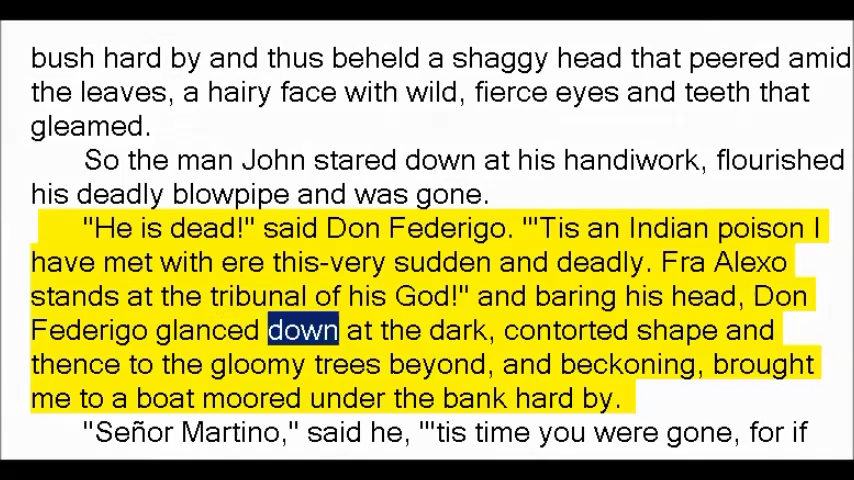 bush hard by and thus beheld a shaggy head that peered amid
the leaves, a hairy face with wild, fierce eyes and teeth that
gleamed.
So the man John stared down at his handiwork, flourished
his deadly blowpipe and was gone.
"He is dead!" said Don Federigo. "'Tis an Indian poison I
have met with ere this-very sudden and deadly. Fra Alexo
stands at the tribunal of his God!" and baring his head, Don
Federigo glanced down at the dark, contorted shape and
thence to the gloomy trees beyond, and beckoning, brought
me to a boat moored under the bank hard by.
"Señor Martino," said he, "'tis time you were gone, for if